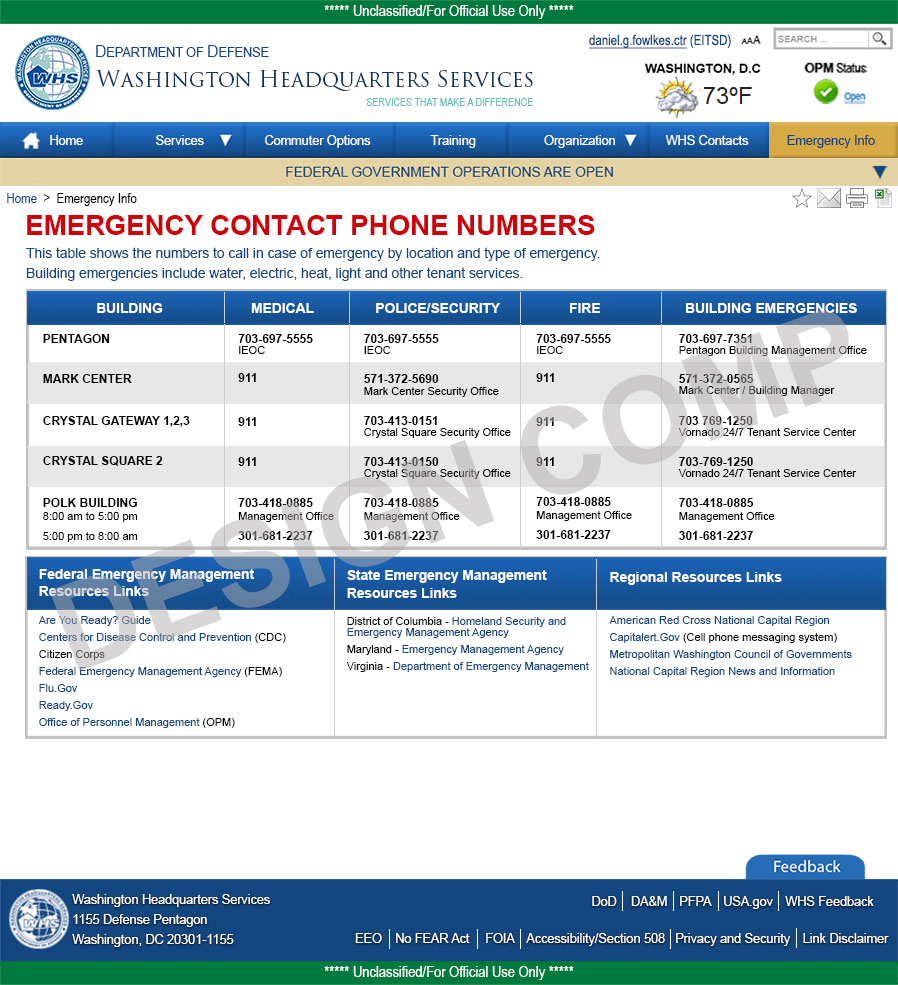 ***** Unclassified/For Official Use Only *****
daniel.g.fowlkes.ctr (EITSD) AAA SEARCH ...
DEPARTMENT OF DEFENSE
WASHINGTON HEADQUARTERS SERVICES
SERVICES THAT MAKE A DIFFERENCE
WHS
WASHINGTON, D.C
73ºF
OPM Status
Open
Home Services Commuter Options Training Organization WHS Contacts Emergency Info
FEDERAL GOVERNMENT OPERATIONS ARE OPEN
Home > Emergency Info
EMERGENCY CONTACT PHONE NUMBERS
This table shows the numbers to call in case of emergency by location and type of emergency.
Building emergencies include water, electric, heat, light and other tenant services.
BUILDING MEDICAL POLICE/SECURITY FIRE BUILDING EMERGENCIES
PENTAGON 703-697-5555 703-697-5555 703-697-5555 703-697-7351
IEOC IEOC IEOC Pentagon Building Management Office
MARK CENTER 911 571-372-5690 911 571-372-0565
Mark Center Security Office Mark Center / Building Manager
CRYSTAL GATEWAY 1,2,3 911 703-413-0151 911 703 769-1250
Crystal Square Security Office Vornado 24/7 Tenant Service Center
CRYSTAL SQUARE 2 911 703-413-0150 911 703-769-1250
Crystal Square Security Office Vornado 24/7 Tenant Service Center
POLK BUILDING 703-418-0885 703-418-0885 703-418-0885 703-418-0885
8:00 am to 5:00 pm Management Office Management Office Management Office Management Office
5:00 pm to 8:00 am 301-681-2237 301-681-2237 301-681-2237 301-681-2237
DESIGN COMP
Federal Emergency Management
Resources Links
Are You Ready? Guide
Centers for Disease Control and Prevention (CDC)
Citizen Corps
Federal Emergency Management Agency (FEMA)
Flu.Gov
Ready.Gov
Office of Personnel Management (OPM)
State Emergency Management
Resources Links
District of Columbia - Homeland Security and
Emergency Management Agency
Maryland - Emergency Management Agency
Virginia - Department of Emergency Management
Regional Resources Links
American Red Cross National Capital Region
Capitalert.Gov (Cell phone messaging system)
Metropolitan Washington Council of Governments
National Capital Region News and Information
Feedback
WHS
Washington Headquarters Services
1155 Defense Pentagon
Washington, DC 20301-1155
DoD DA&M PFPA USA.gov WHS Feedback
EEO No FEAR Act FOIA Accessibility/Section 508 Privacy and Security Link Disclaimer
***** Unclassified/For Official Use Only *****